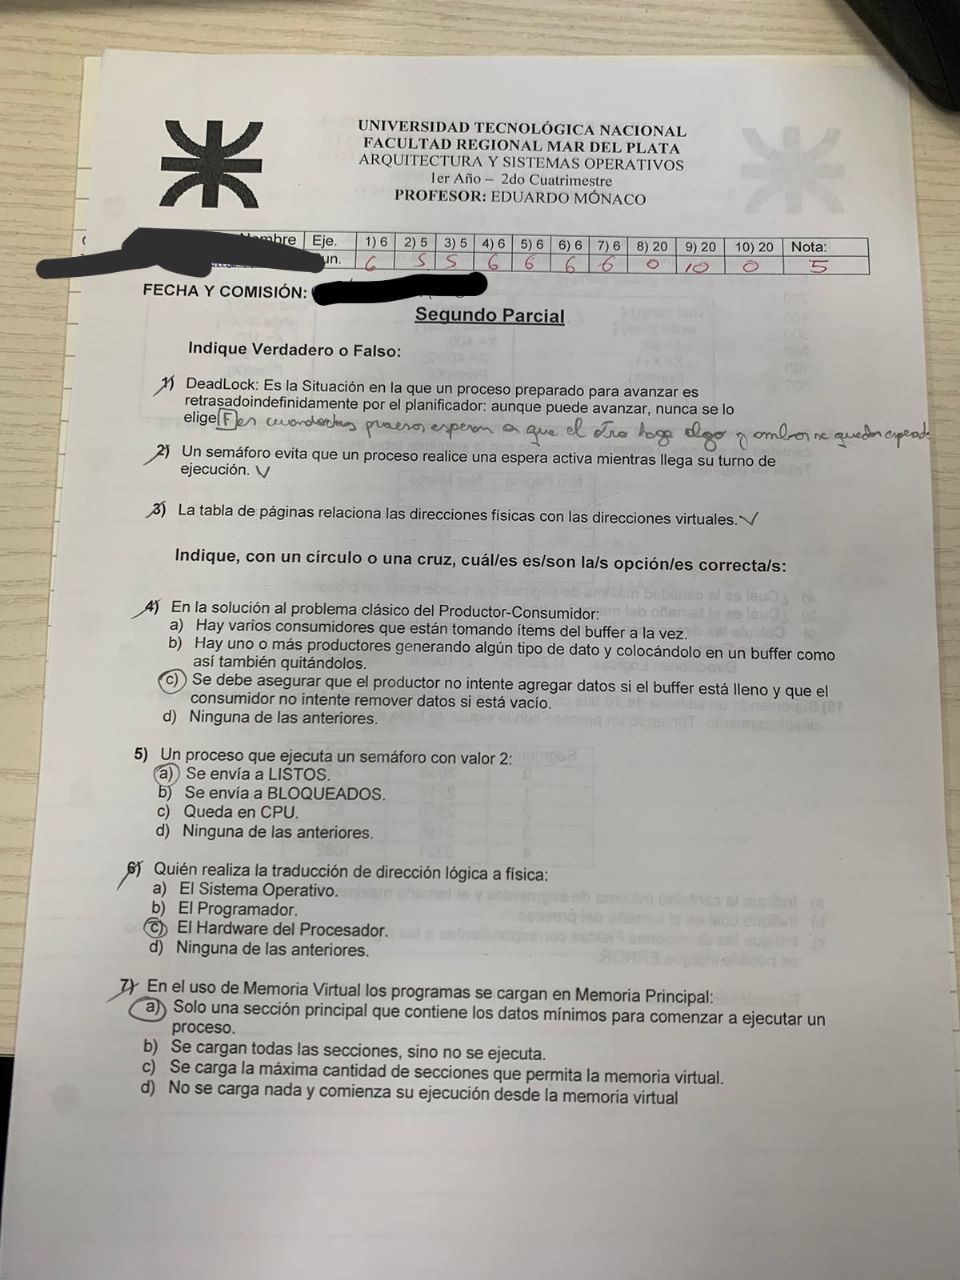 UNIVERSIDAD TECNOLÓGICA NACIONAL
FACULTAD REGIONAL MAR DEL PLATA
ARQUITECTURA Y SISTEMAS OPERATIVOS
1er Año – 2do Cuatrimestre
PROFESOR: EDUARDO MÓNACO
Nombre Eje. 1) 6 2) 5 3) 5 4) 6 5) 6 6) 6 7) 6 8) 20 9) 20 10) 20 Nota:
un. 6 5 5 6 6 6 6 0 10 0 5
FECHA Y COMISIÓN:
Segundo Parcial
Indique Verdadero o Falso:
1) DeadLock: Es la Situación en la que un proceso preparado para avanzar es
retrasadoindefinidamente por el planificador: aunque puede avanzar, nunca se lo
elige F es cuando dos procesos esperan a que el otro haga algo y ambos se quedan esperando
2) Un semáforo evita que un proceso realice una espera activa mientras llega su turno de
ejecución. V
3) La tabla de páginas relaciona las direcciones físicas con las direcciones virtuales. V
Indique, con un círculo o una cruz, cuál/es es/son la/s opción/es correcta/s:
4) En la solución al problema clásico del Productor-Consumidor:
a) Hay varios consumidores que están tomando ítems del buffer a la vez.
b) Hay uno o más productores generando algún tipo de dato y colocándolo en un buffer como
así también quitándolos.
c) Se debe asegurar que el productor no intente agregar datos si el buffer está lleno y que el
consumidor no intente remover datos si está vacío.
d) Ninguna de las anteriores.
5) Un proceso que ejecuta un semáforo con valor 2:
a) Se envía a LISTOS.
b) Se envía a BLOQUEADOS.
c) Queda en CPU.
d) Ninguna de las anteriores.
6) Quién realiza la traducción de dirección lógica a física:
a) El Sistema Operativo.
b) El Programador.
c) El Hardware del Procesador.
d) Ninguna de las anteriores.
7) En el uso de Memoria Virtual los programas se cargan en Memoria Principal:
a) Solo una sección principal que contiene los datos mínimos para comenzar a ejecutar un
proceso.
b) Se cargan todas las secciones, sino no se ejecuta.
c) Se carga la máxima cantidad de secciones que permita la memoria virtual.
d) No se carga nada y comienza su ejecución desde la memoria virtual